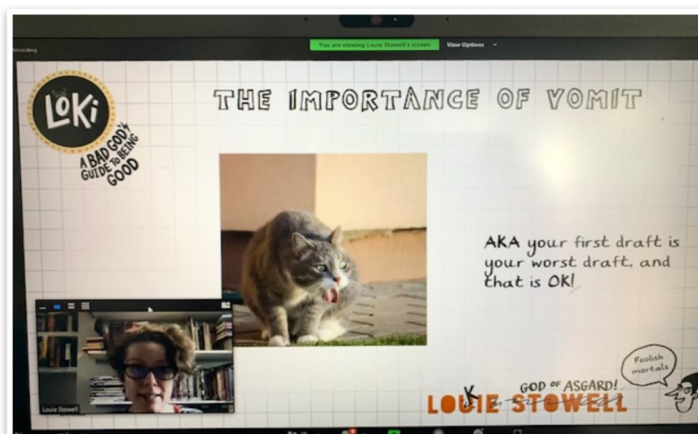 You are viewing Louie Stowell's screen View Options
LOKi
A BAD GOD'S
GUIDE TO BEING
GOOD
THE IMPORTANCE OF VOMIT
AKA your first draft is
your worst draft, and
that is OK!
Louie Stowell
Foolish
mortals
GOD OF ASGARD!
K
LOUIE STOWELL